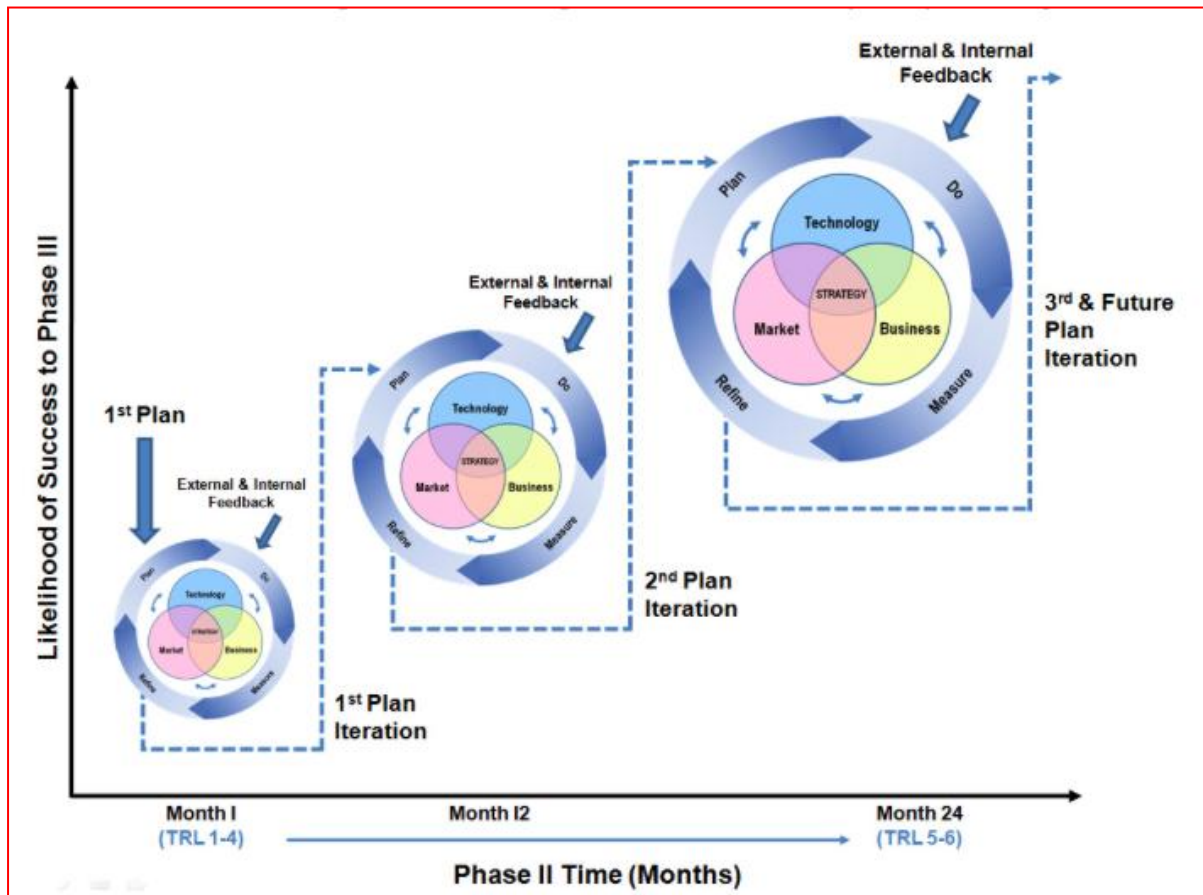 External & Internal
Feedback
Likelihood of Success to Phase III
Plan
Do
Technology
STRATEGY
Market
Business
Refine
Measure
3rd & Future
Plan
Iteration
External & Internal
Feedback
Plan
Do
Technology
STRATEGY
Market
Business
Refine
Measure
2nd Plan
Iteration
1st Plan
External & Internal
Feedback
Plan
Do
Technology
STRATEGY
Market
Business
Refine
Measure
1st Plan
Iteration
Month I
Month I2
Month 24
(TRL 1-4)
(TRL 5-6)
Phase II Time (Months)